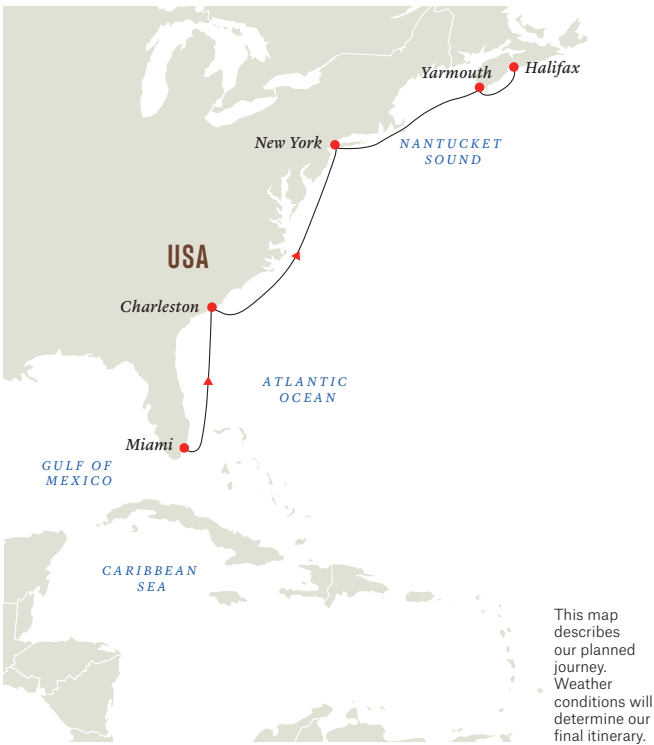 Yarmouth
Halifax
New York
NANTUCKET
SOUND
USA
Charleston
ATLANTIC
OCEAN
Miami
GULF OF
MEXICO
CARIBBEAN
SEA
This map
describes
our planned
journey.
Weather
conditions will
determine our
final itinerary.